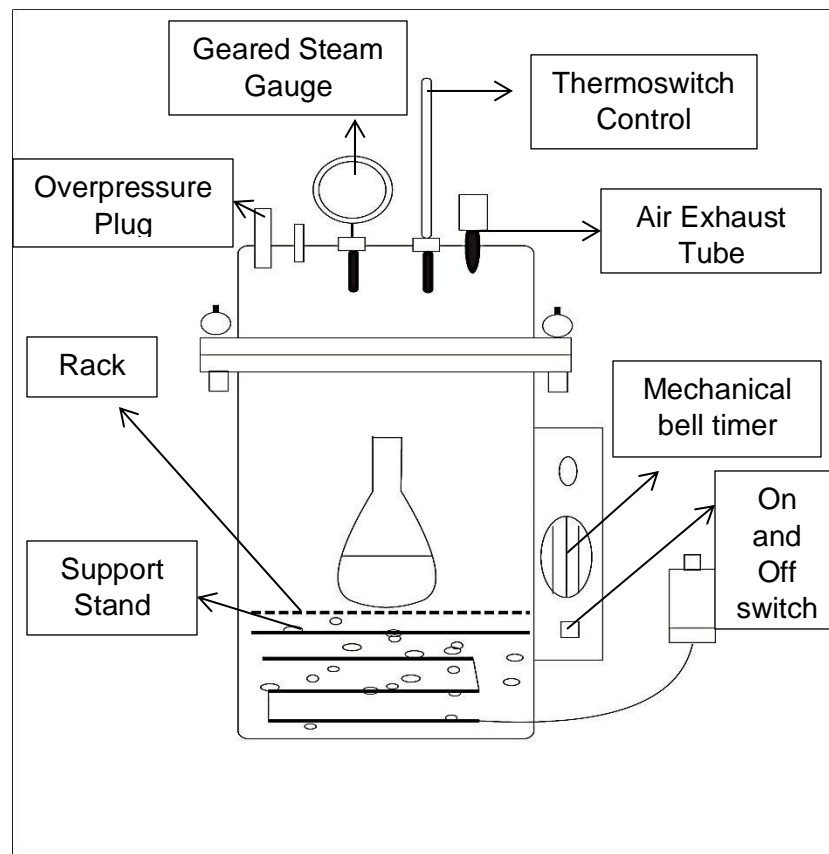 Geared Steam
Gauge
Thermoswitch
Control
Overpressure
Plug
Air Exhaust
Tube
Rack
Mechanical
bell timer
On
and
Off
switch
Support
Stand